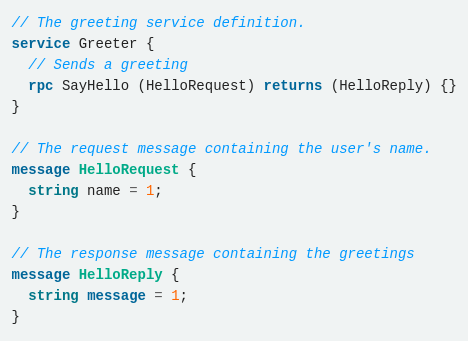 // The greeting service definition.
service Greeter {
  // Sends a greeting
  rpc SayHello (HelloRequest) returns (HelloReply) {}
}

// The request message containing the user's name.
message HelloRequest {
  string name = 1;
}

// The response message containing the greetings
message HelloReply {
  string message = 1;
}